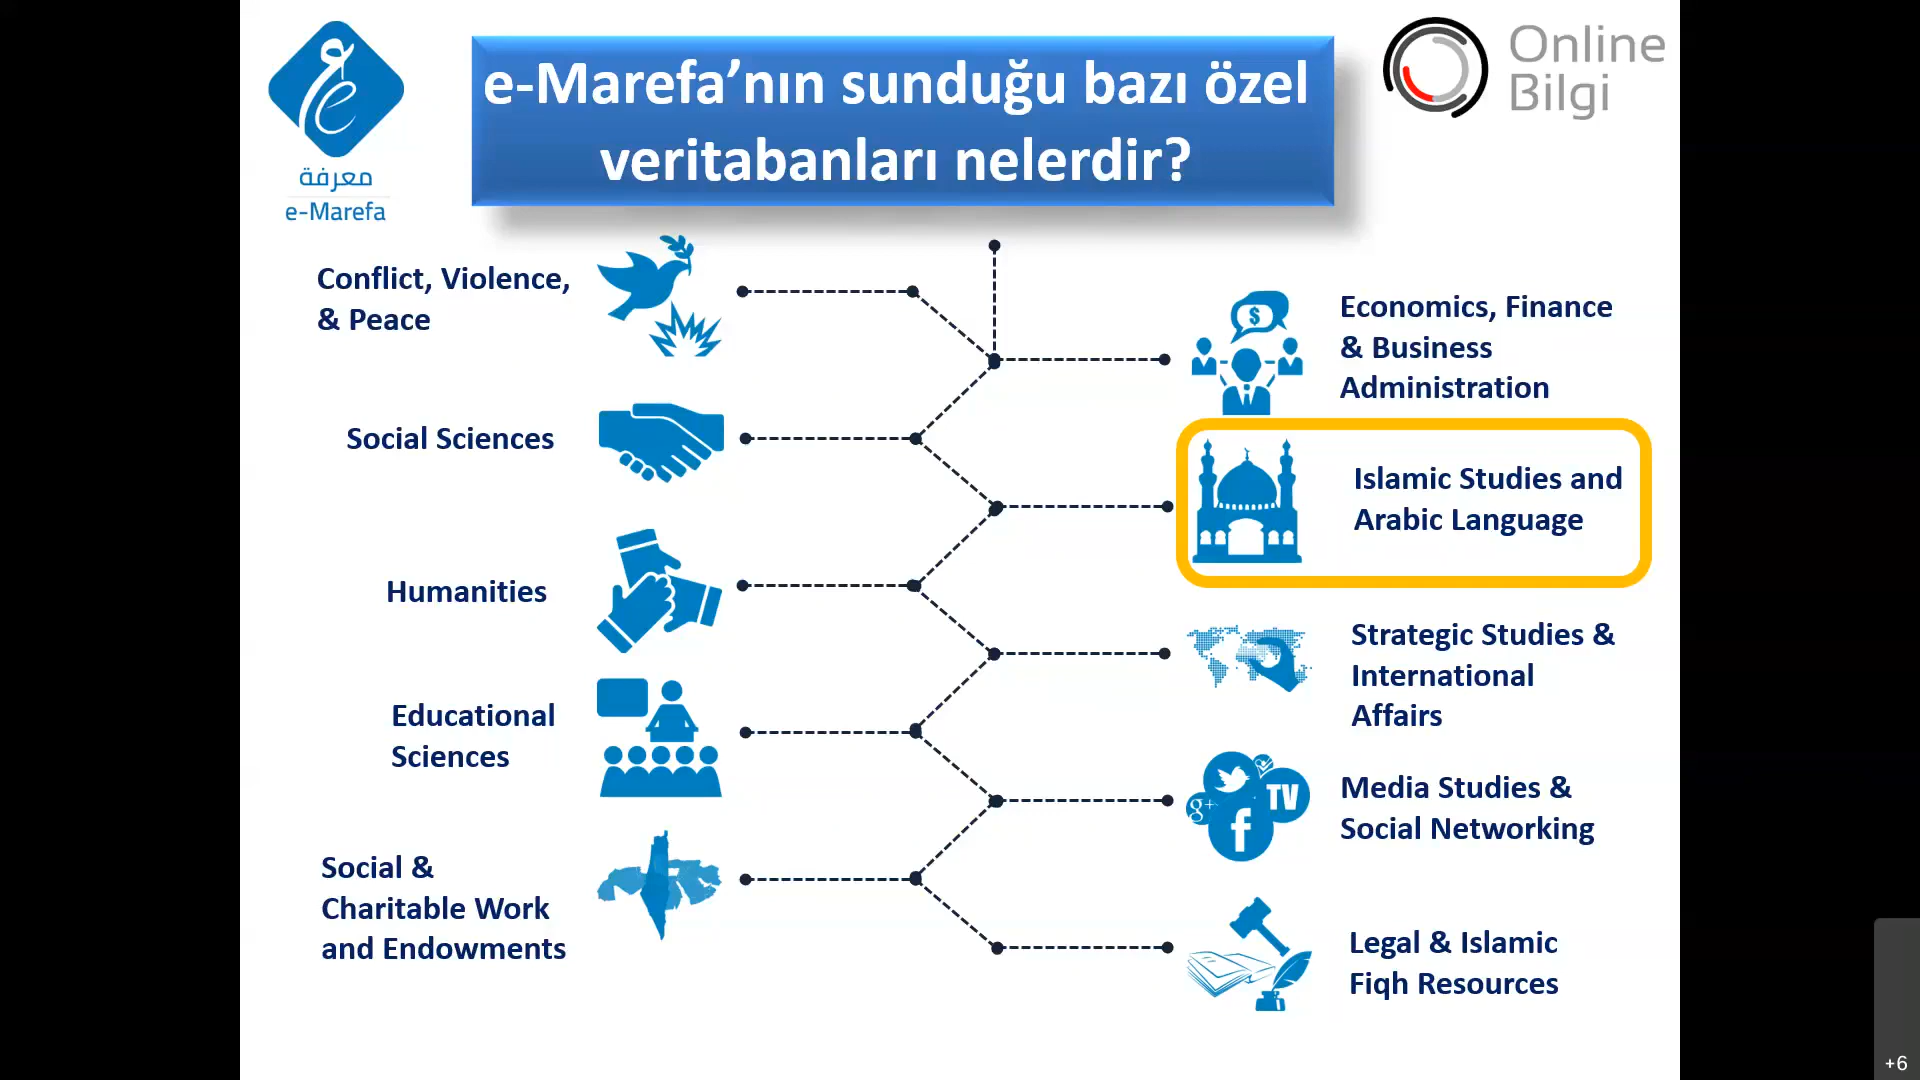 e-Marefa’nın sunduğu bazı özel
veritabanları nelerdir?
معرفة
e-Marefa
Online
Bilgi
Conflict, Violence,
& Peace
Social Sciences
Humanities
Educational
Sciences
Social &
Charitable Work
and Endowments
$
Economics, Finance
& Business
Administration
Islamic Studies and
Arabic Language
Strategic Studies &
International
Affairs
g+
TV
f
Media Studies &
Social Networking
Legal & Islamic
Fiqh Resources
+6